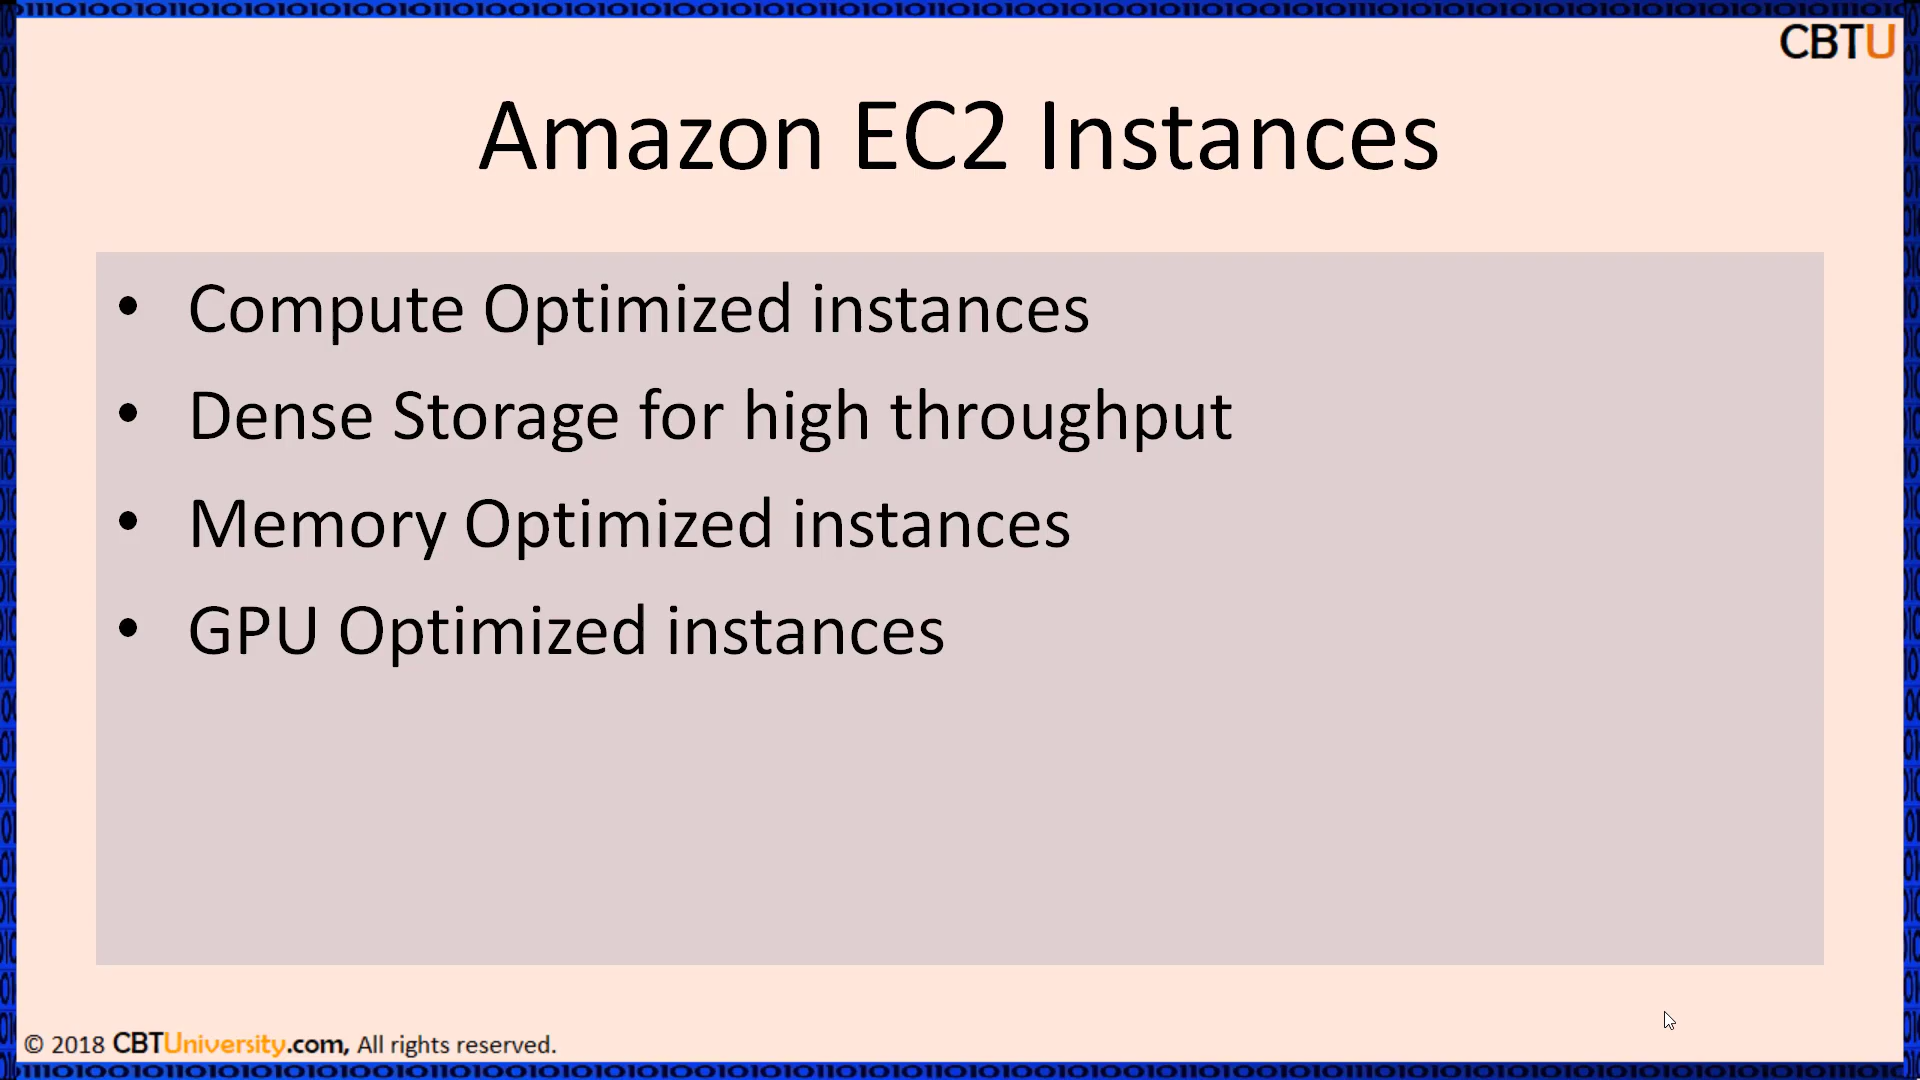 CBTU
Amazon EC2 Instances
• Compute Optimized instances
• Dense Storage for high throughput
• Memory Optimized instances
• GPU Optimized instances
© 2018 CBTUniversity.com, All rights reserved.